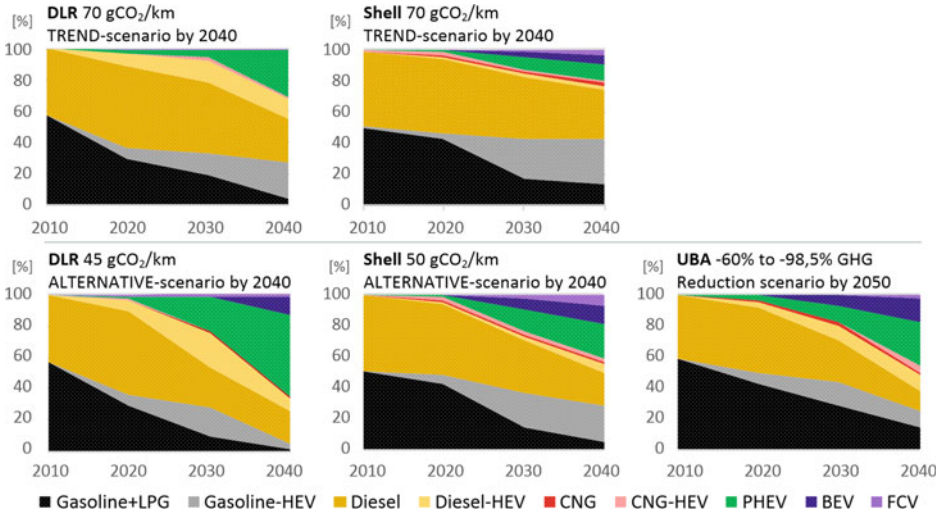 DLR 70 gCO₂/km
[%] TREND-scenario by 2040
100
80
60
40
20
0
2010 2020 2030 2040
Shell 70 gCO₂/km
[%] TREND-scenario by 2040
100
80
60
40
20
0
2010 2020 2030 2040
DLR 45 gCO₂/km
[%] ALTERNATIVE-scenario by 2040
100
80
60
40
20
0
2010 2020 2030 2040
Shell 50 gCO₂/km
[%] ALTERNATIVE-scenario by 2040
100
80
60
40
20
0
2010 2020 2030 2040
UBA -60% to -98,5% GHG
[%] Reduction scenario by 2050
100
80
60
40
20
0
2010 2020 2030 2040
Gasoline+LPG Gasoline-HEV Diesel Diesel-HEV CNG CNG-HEV PHEV BEV FCV